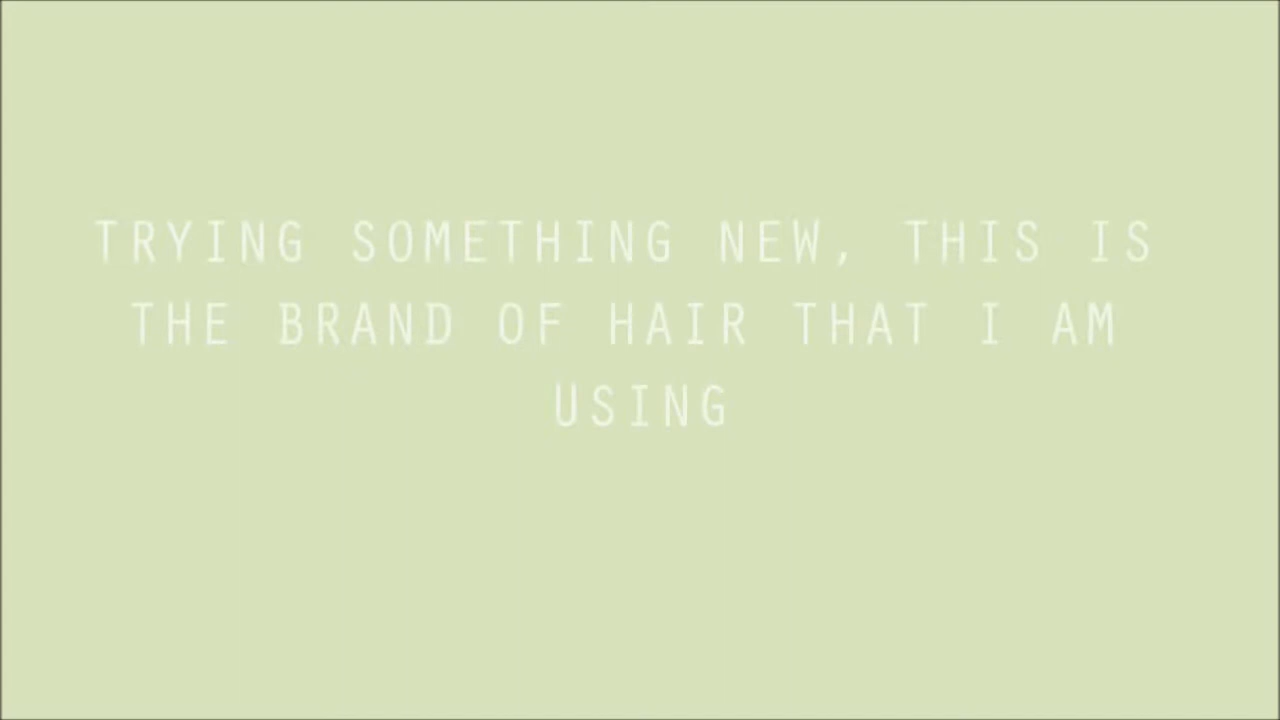 TRYING SOMETHING NEW, THIS IS
THE BRAND OF HAIR THAT I AM
USING